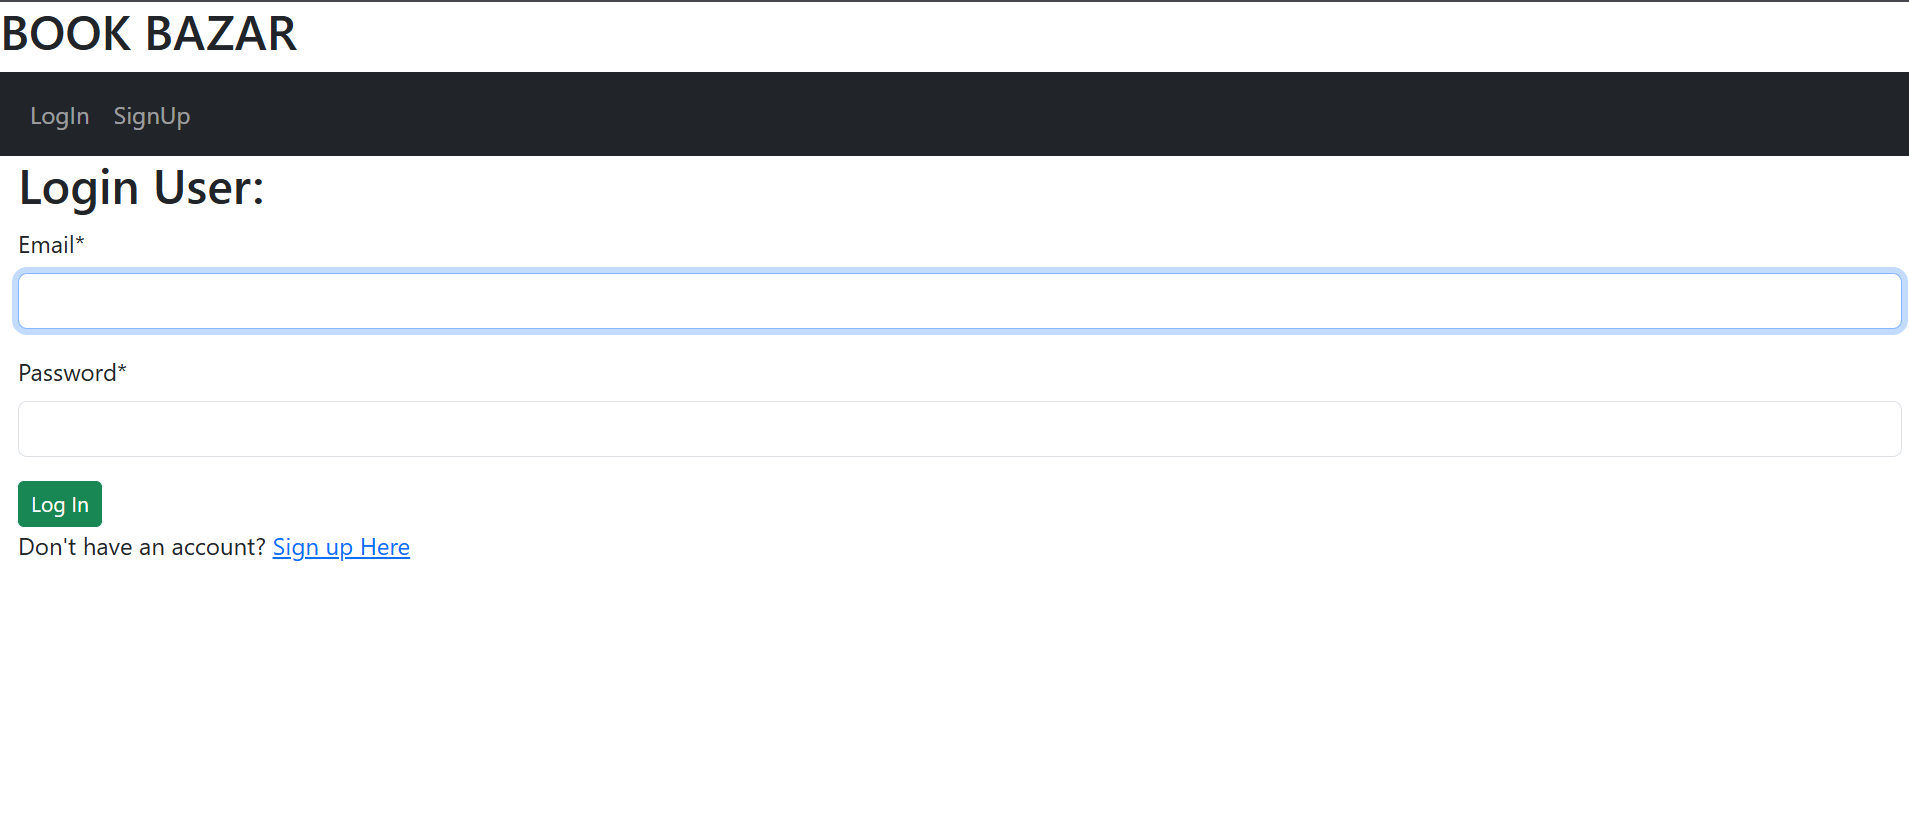 BOOK BAZAR
LogIn SignUp
Login User:
Email*
Password*
Log In
Don't have an account? Sign up Here